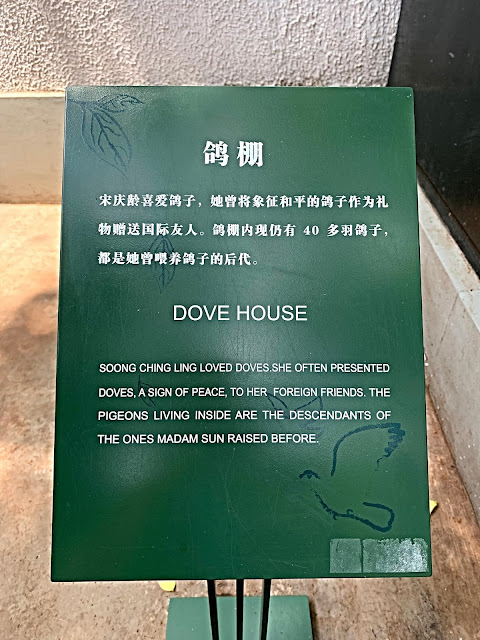 鸽棚
宋庆龄喜爱鸽子，她曾将象征和平的鸽子作为礼
物赠送国际友人。鸽棚内现仍有 40 多羽鸽子，
都是她曾喂养鸽子的后代。
DOVE HOUSE
SOONG CHING LING LOVED DOVES.SHE OFTEN PRESENTED
DOVES, A SIGN OF PEACE, TO HER FOREIGN FRIENDS. THE
PIGEONS LIVING INSIDE ARE THE DESCENDANTS OF
THE ONES MADAM SUN RAISED BEFORE.